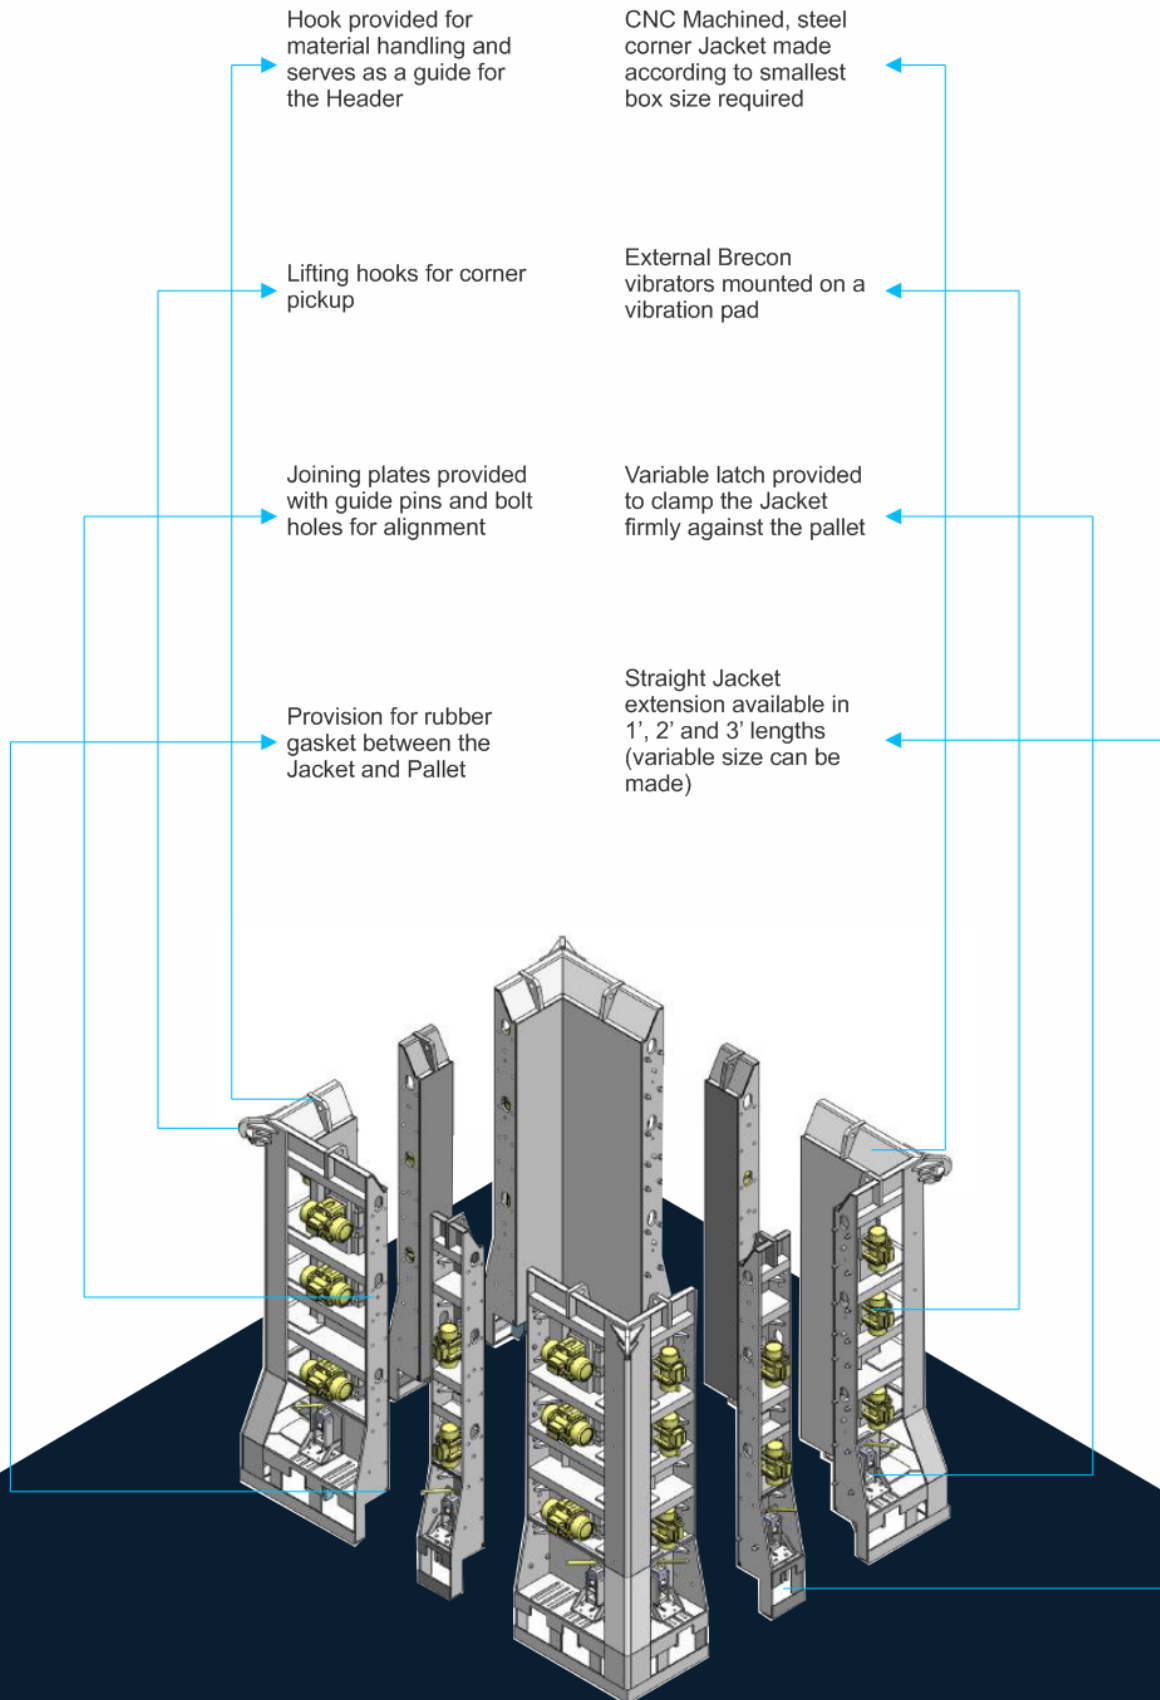 Hook provided for
material handling and
serves as a guide for
the Header
CNC Machined, steel
corner Jacket made
according to smallest
box size required
Lifting hooks for corner
pickup
External Brecon
vibrators mounted on a
vibration pad
Joining plates provided
with guide pins and bolt
holes for alignment
Variable latch provided
to clamp the Jacket
firmly against the pallet
Provision for rubber
gasket between the
Jacket and Pallet
Straight Jacket
extension available in
1’, 2’ and 3’ lengths
(variable size can be
made)